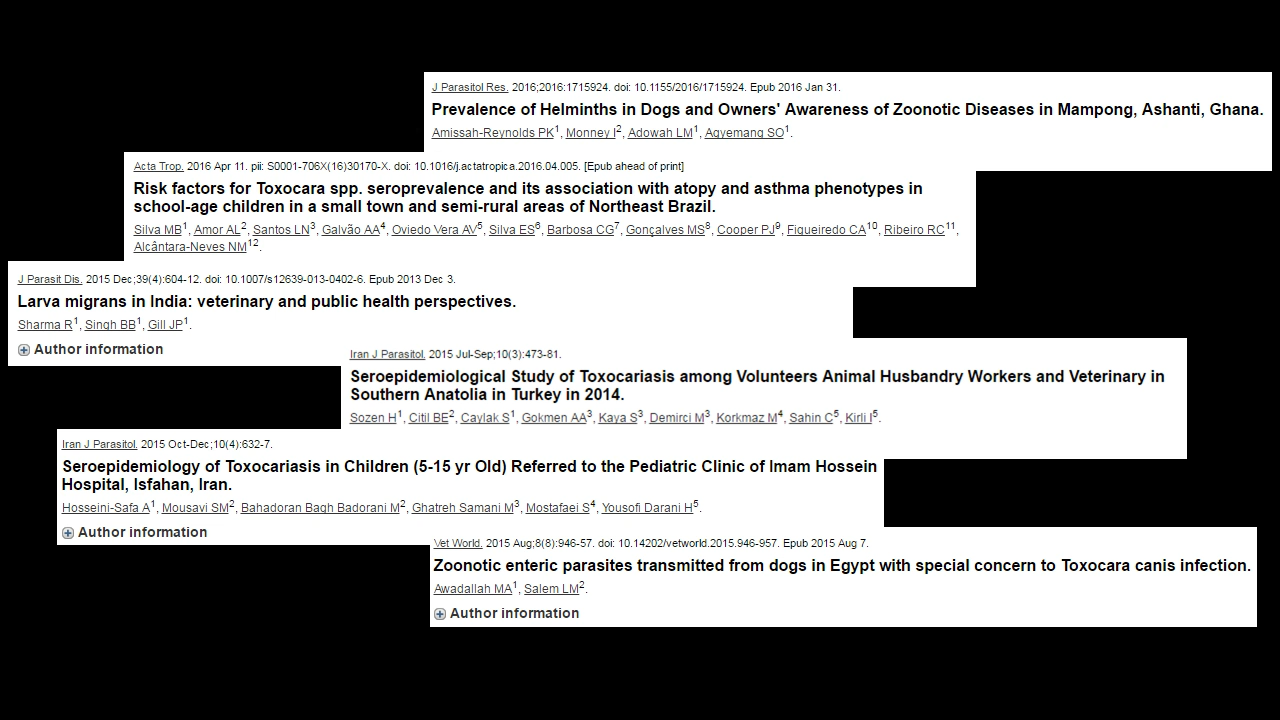 J Parasitol Res. 2016;2016:1715924. doi: 10.1155/2016/1715924. Epub 2016 Jan 31.
Prevalence of Helminths in Dogs and Owners' Awareness of Zoonotic Diseases in Mampong, Ashanti, Ghana.
Amissah-Reynolds PK1, Monney I2, Adowah LM1, Agyemang SO1.
Acta Trop. 2016 Apr 11. pii: S0001-706X(16)30170-X. doi: 10.1016/j.actatropica.2016.04.005. [Epub ahead of print]
Risk factors for Toxocara spp. seroprevalence and its association with atopy and asthma phenotypes in
school-age children in a small town and semi-rural areas of Northeast Brazil.
Silva MB1, Amor AL2, Santos LN3, Galvão AA4, Oviedo Vera AV5, Silva ES6, Barbosa CG7, Gonçalves MS8, Cooper PJ9, Figueiredo CA10, Ribeiro RC11,
Alcântara-Neves NM12.
J Parasit Dis. 2015 Dec;39(4):604-12. doi: 10.1007/s12639-013-0402-6. Epub 2013 Dec 3.
Larva migrans in India: veterinary and public health perspectives.
Sharma R1, Singh BB1, Gill JP1.
Author information
Iran J Parasitol. 2015 Jul-Sep;10(3):473-81.
Seroepidemiological Study of Toxocariasis among Volunteers Animal Husbandry Workers and Veterinary in
Southern Anatolia in Turkey in 2014.
Sozen H1, Citil BE2, Caylak S1, Gokmen AA3, Kaya S3, Demirci M3, Korkmaz M4, Sahin C5, Kirli I5.
Iran J Parasitol. 2015 Oct-Dec;10(4):632-7.
Seroepidemiology of Toxocariasis in Children (5-15 yr Old) Referred to the Pediatric Clinic of Imam Hossein
Hospital, Isfahan, Iran.
Hosseini-Safa A1, Mousavi SM2, Bahadoran Bagh Badorani M2, Ghatreh Samani M3, Mostafaei S4, Yousofi Darani H5.
Author information
Vet World. 2015 Aug;8(8):946-57. doi: 10.14202/vetworld.2015.946-957. Epub 2015 Aug 7.
Zoonotic enteric parasites transmitted from dogs in Egypt with special concern to Toxocara canis infection.
Awadallah MA1, Salem LM2.
Author information